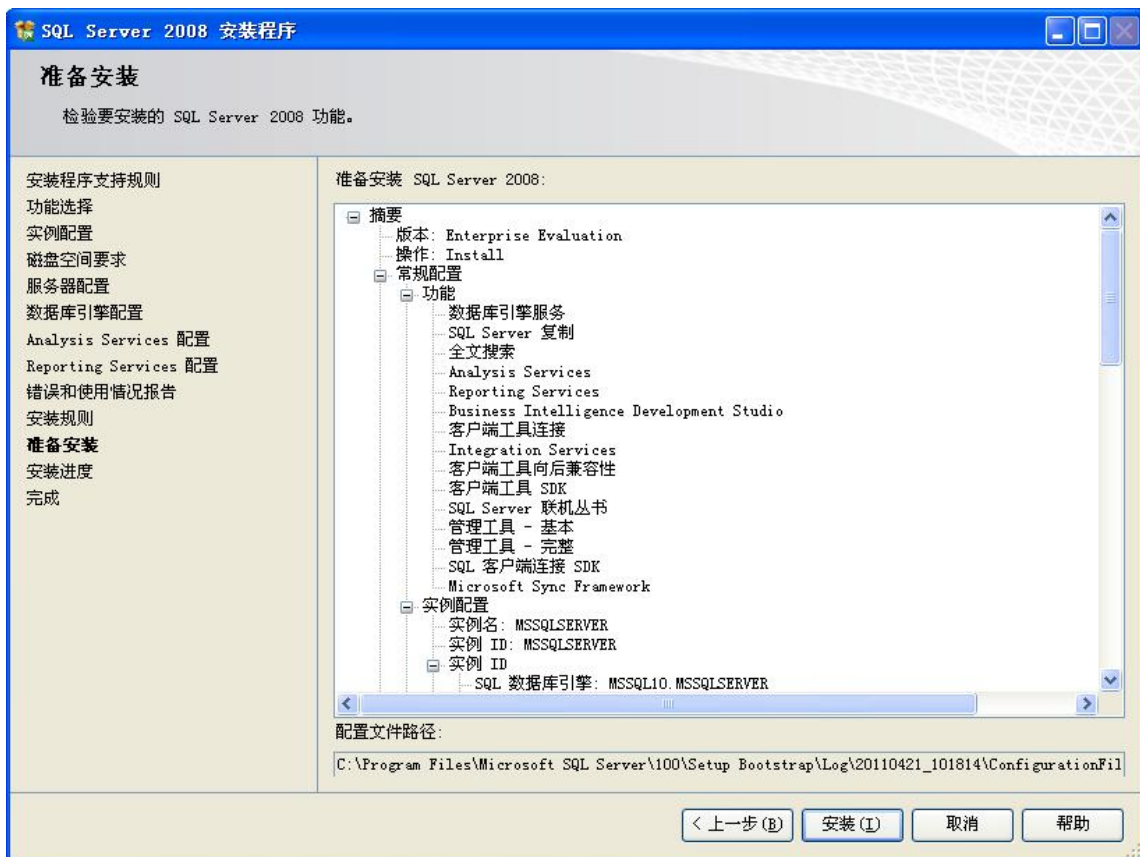 SQL Server 2008 安装程序
准备安装
检验要安装的 SQL Server 2008 功能。
安装程序支持规则
功能选择
实例配置
磁盘空间要求
服务器配置
数据库引擎配置
Analysis Services 配置
Reporting Services 配置
错误和使用情况报告
安装规则
准备安装
安装进度
完成
准备安装 SQL Server 2008:
摘要
版本: Enterprise Evaluation
操作: Install
常规配置
功能
数据库引擎服务
SQL Server 复制
全文搜索
Analysis Services
Reporting Services
Business Intelligence Development Studio
客户端工具连接
Integration Services
客户端工具向后兼容性
客户端工具 SDK
SQL Server 联机丛书
管理工具 - 基本
管理工具 - 完整
SQL 客户端连接 SDK
Microsoft Sync Framework
实例配置
实例名: MSSQLSERVER
实例 ID: MSSQLSERVER
实例 ID
SQL 数据库引擎: MSSQL10.MSSQLSERVER
配置文件路径:
C:\Program Files\Microsoft SQL Server\100\Setup Bootstrap\Log\20110421_101814\ConfigurationFil
< 上一步(B)
安装(I)
取消
帮助